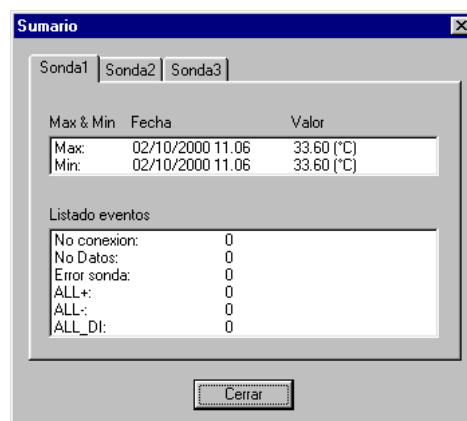 Sumario
Sonda1 Sonda2 Sonda3
Max & Min Fecha Valor
Max: 02/10/2000 11.06 33.60 (°C)
Min: 02/10/2000 11.06 33.60 (°C)
Listado eventos
No conexion: 0
No Datos: 0
Error sonda: 0
ALL+: 0
ALL-: 0
ALL_DI: 0
Cerrar